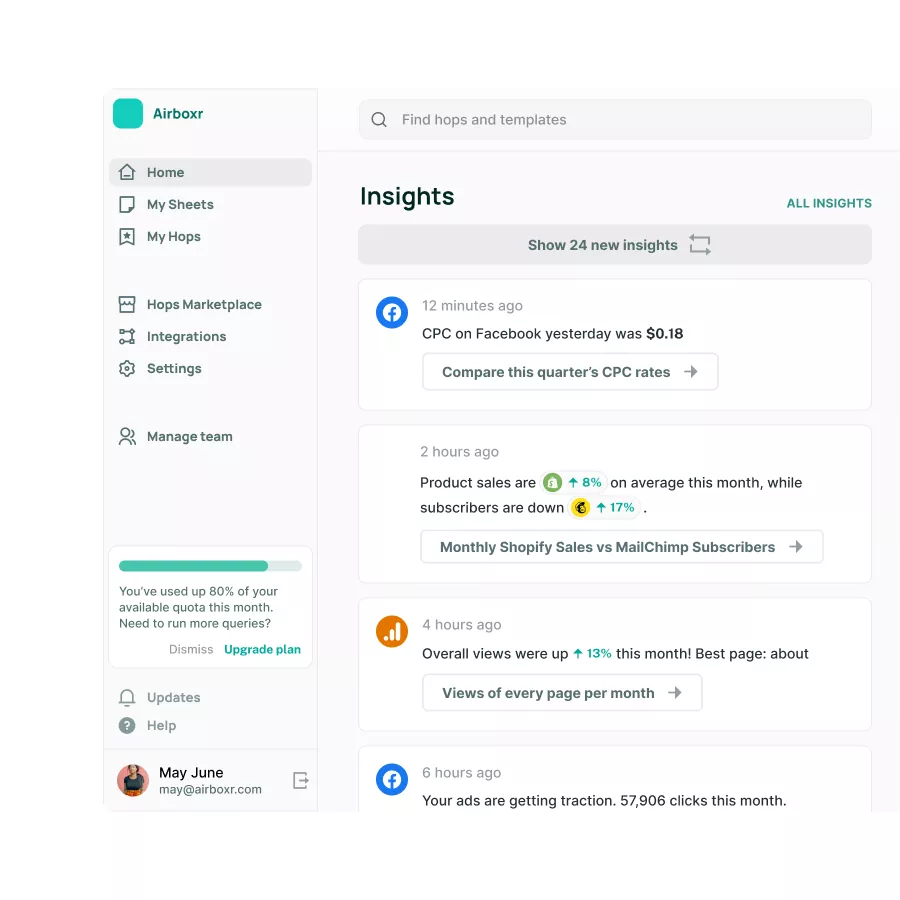 Airboxr
Home
My Sheets
My Hops
Hops Marketplace
Integrations
Settings
Manage team
You've used up 80% of your
available quota this month.
Need to run more queries?
Dismiss Upgrade plan
Updates
? Help
May June
may@airboxr.com
Find hops and templates
Insights
ALL INSIGHTS
Show 24 new insights
12 minutes ago
CPC on Facebook yesterday was $0.18
Compare this quarter’s CPC rates →
2 hours ago
Product sales are ↑ 8% on average this month, while
subscribers are down ↑ 17% .
Monthly Shopify Sales vs MailChimp Subscribers →
4 hours ago
Overall views were up ↑ 13% this month! Best page: about
Views of every page per month →
6 hours ago
Your ads are getting traction. 57,906 clicks this month.